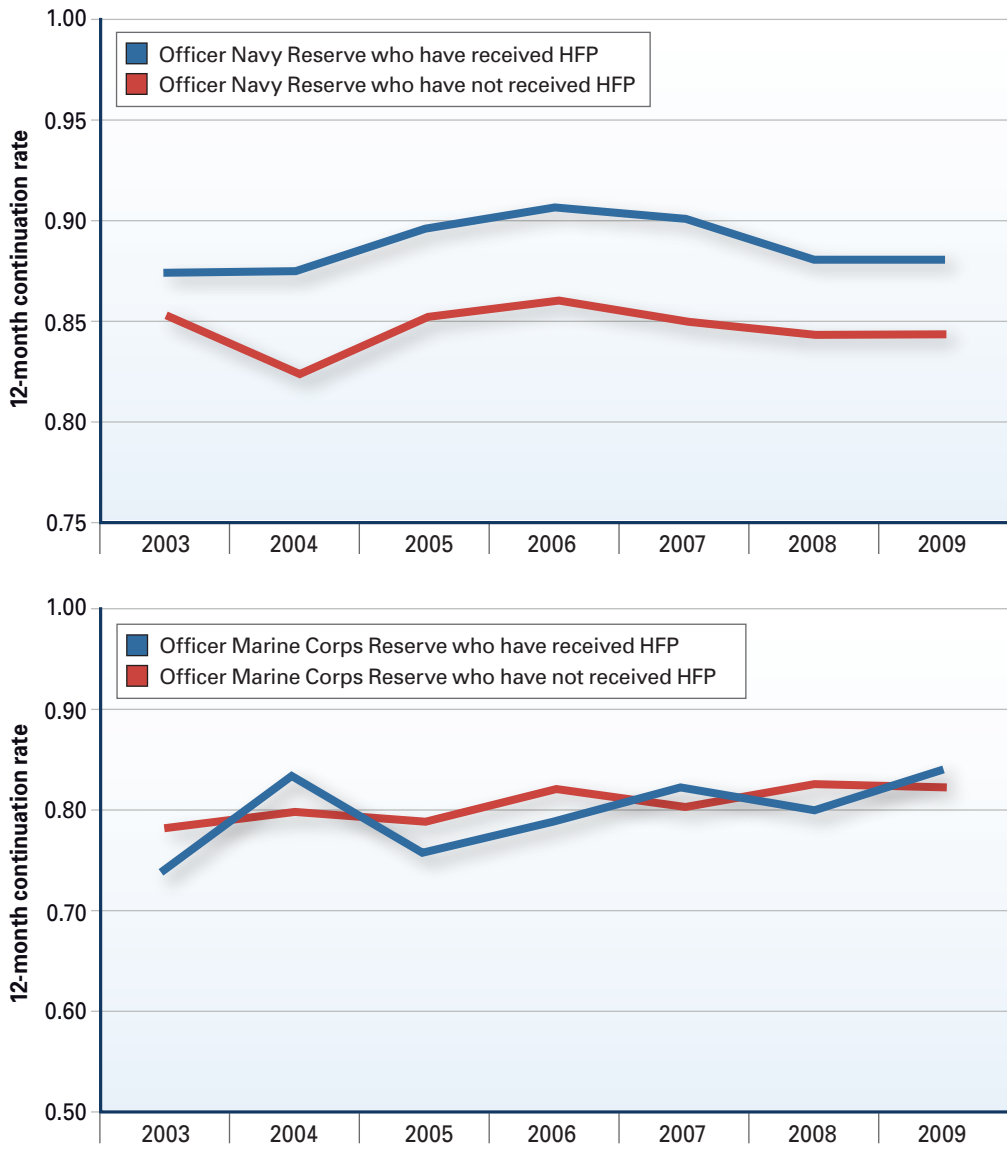 1.00
Officer Navy Reserve who have received HFP
Officer Navy Reserve who have not received HFP
0.95
0.90
0.85
0.80
0.75
12-month continuation rate
2003 2004 2005 2006 2007 2008 2009
1.00
Officer Marine Corps Reserve who have received HFP
Officer Marine Corps Reserve who have not received HFP
0.90
0.80
0.70
0.60
0.50
12-month continuation rate
2003 2004 2005 2006 2007 2008 2009